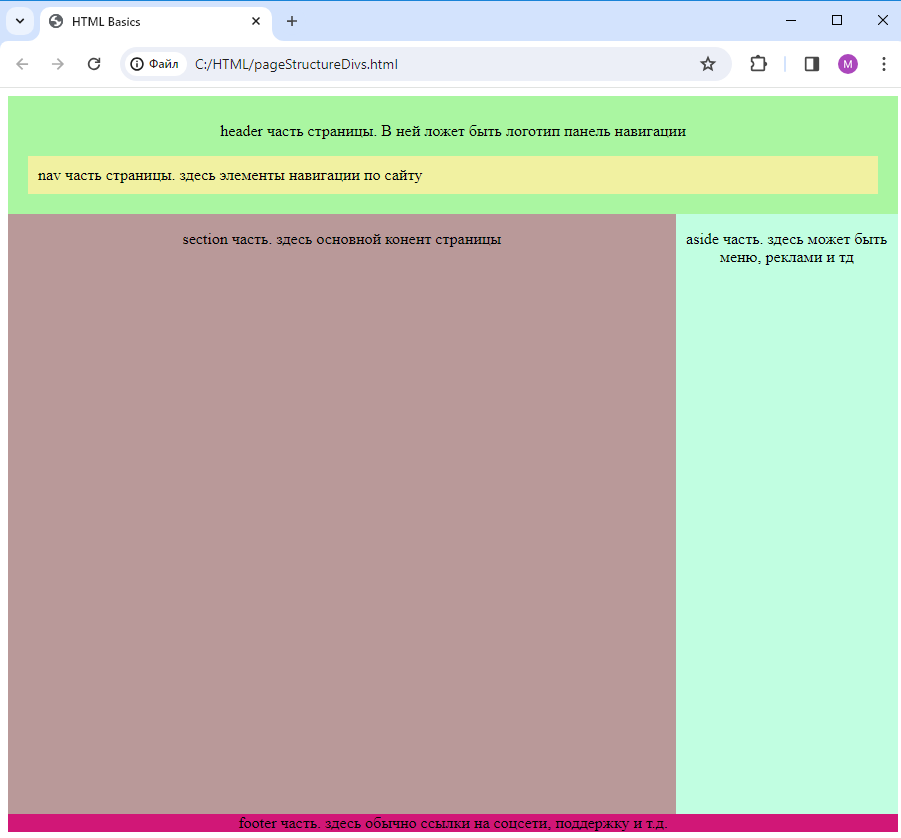 HTML Basics
Файл C:/HTML/pageStructureDivs.html
M
header часть страницы. В ней ложет быть логотип панель навигации
nav часть страницы. здесь элементы навигации по сайту
section часть. здесь основной конент страницы
aside часть. здесь может быть
меню, реклами и тд
footer часть. здесь обычно ссылки на соцсети, поддержку и т.д.